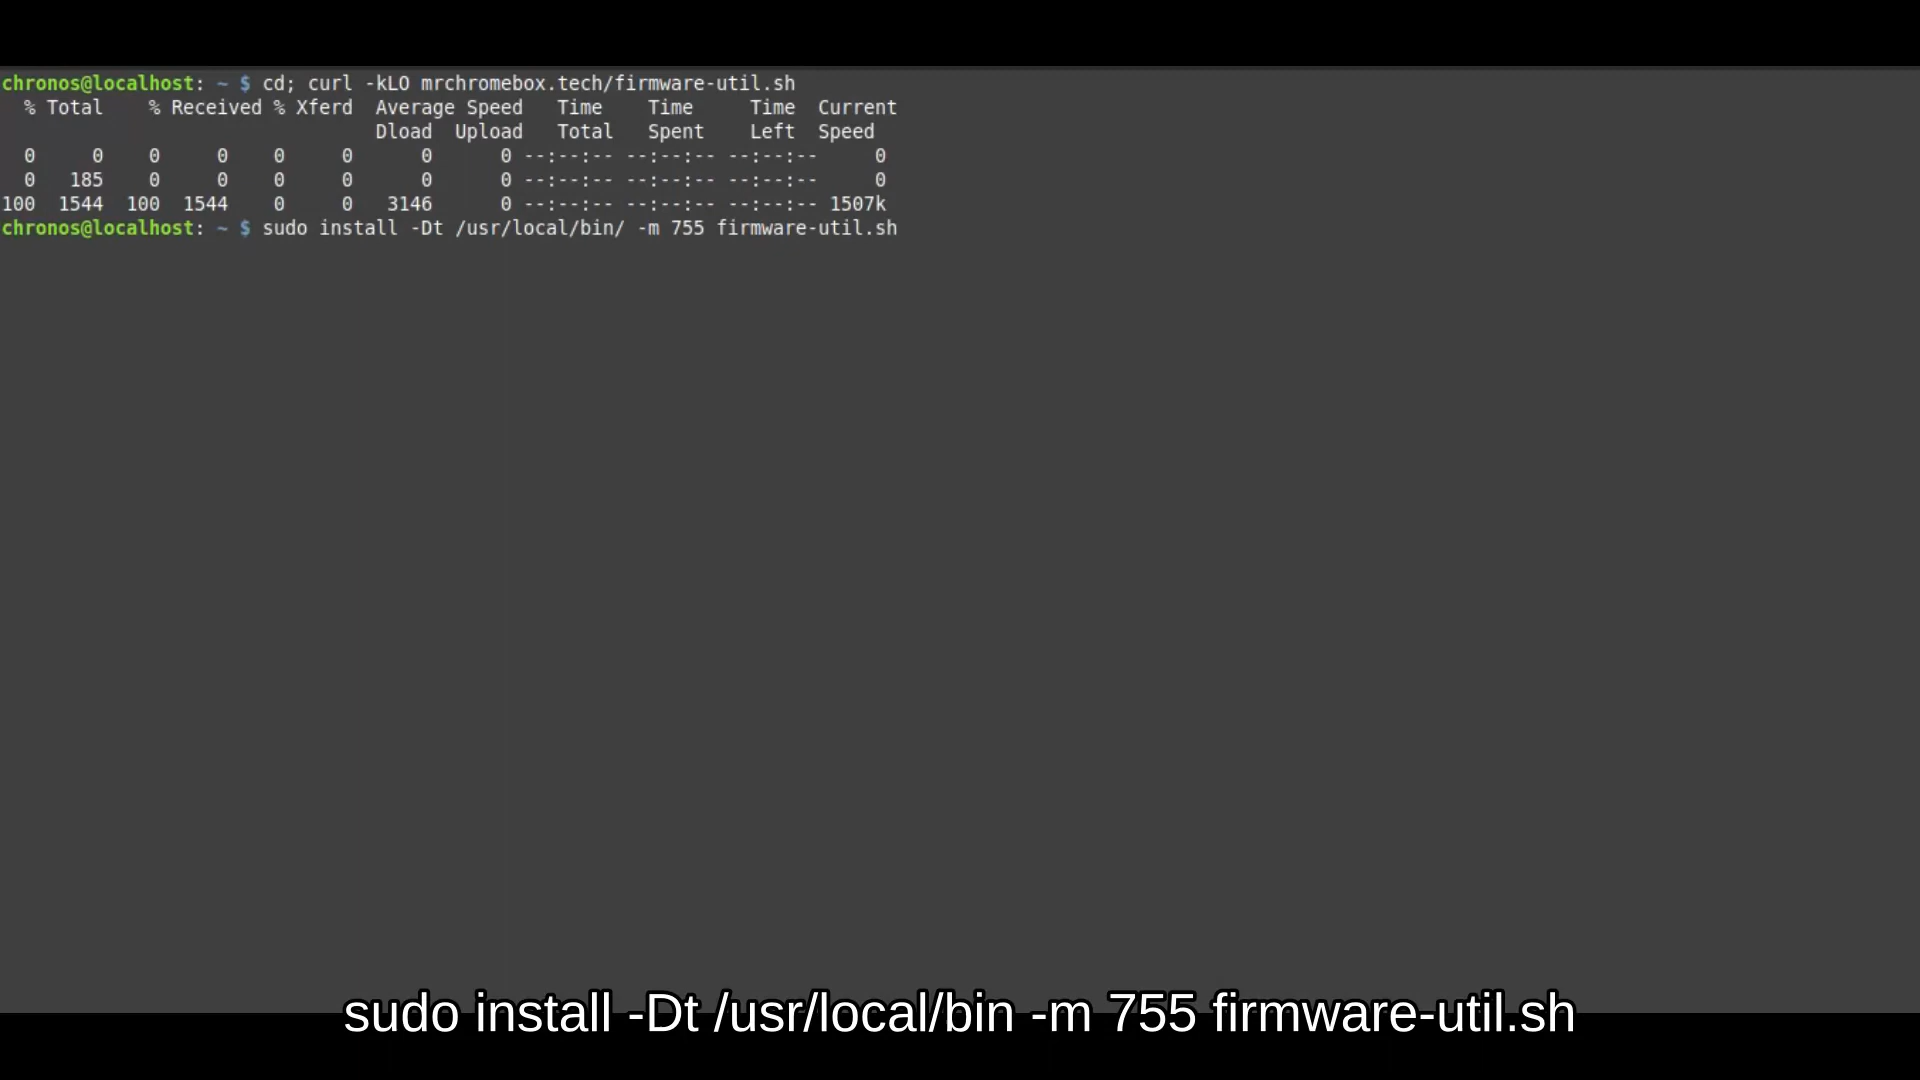 chronos@localhost: ~ $ cd; curl -kLO mrchromebox.tech/firmware-util.sh
  % Total    % Received % Xferd  Average Speed   Time    Time     Time  Current
                                 Dload  Upload   Total   Spent    Left  Speed
  0     0    0     0    0     0      0      0 --:--:-- --:--:-- --:--:--     0
  0   185    0     0    0     0      0      0 --:--:-- --:--:-- --:--:--     0
100  1544  100  1544    0     0   3146      0 --:--:-- --:--:-- --:--:-- 1507k
chronos@localhost: ~ $ sudo install -Dt /usr/local/bin/ -m 755 firmware-util.sh
sudo install -Dt /usr/local/bin -m 755 firmware-util.sh